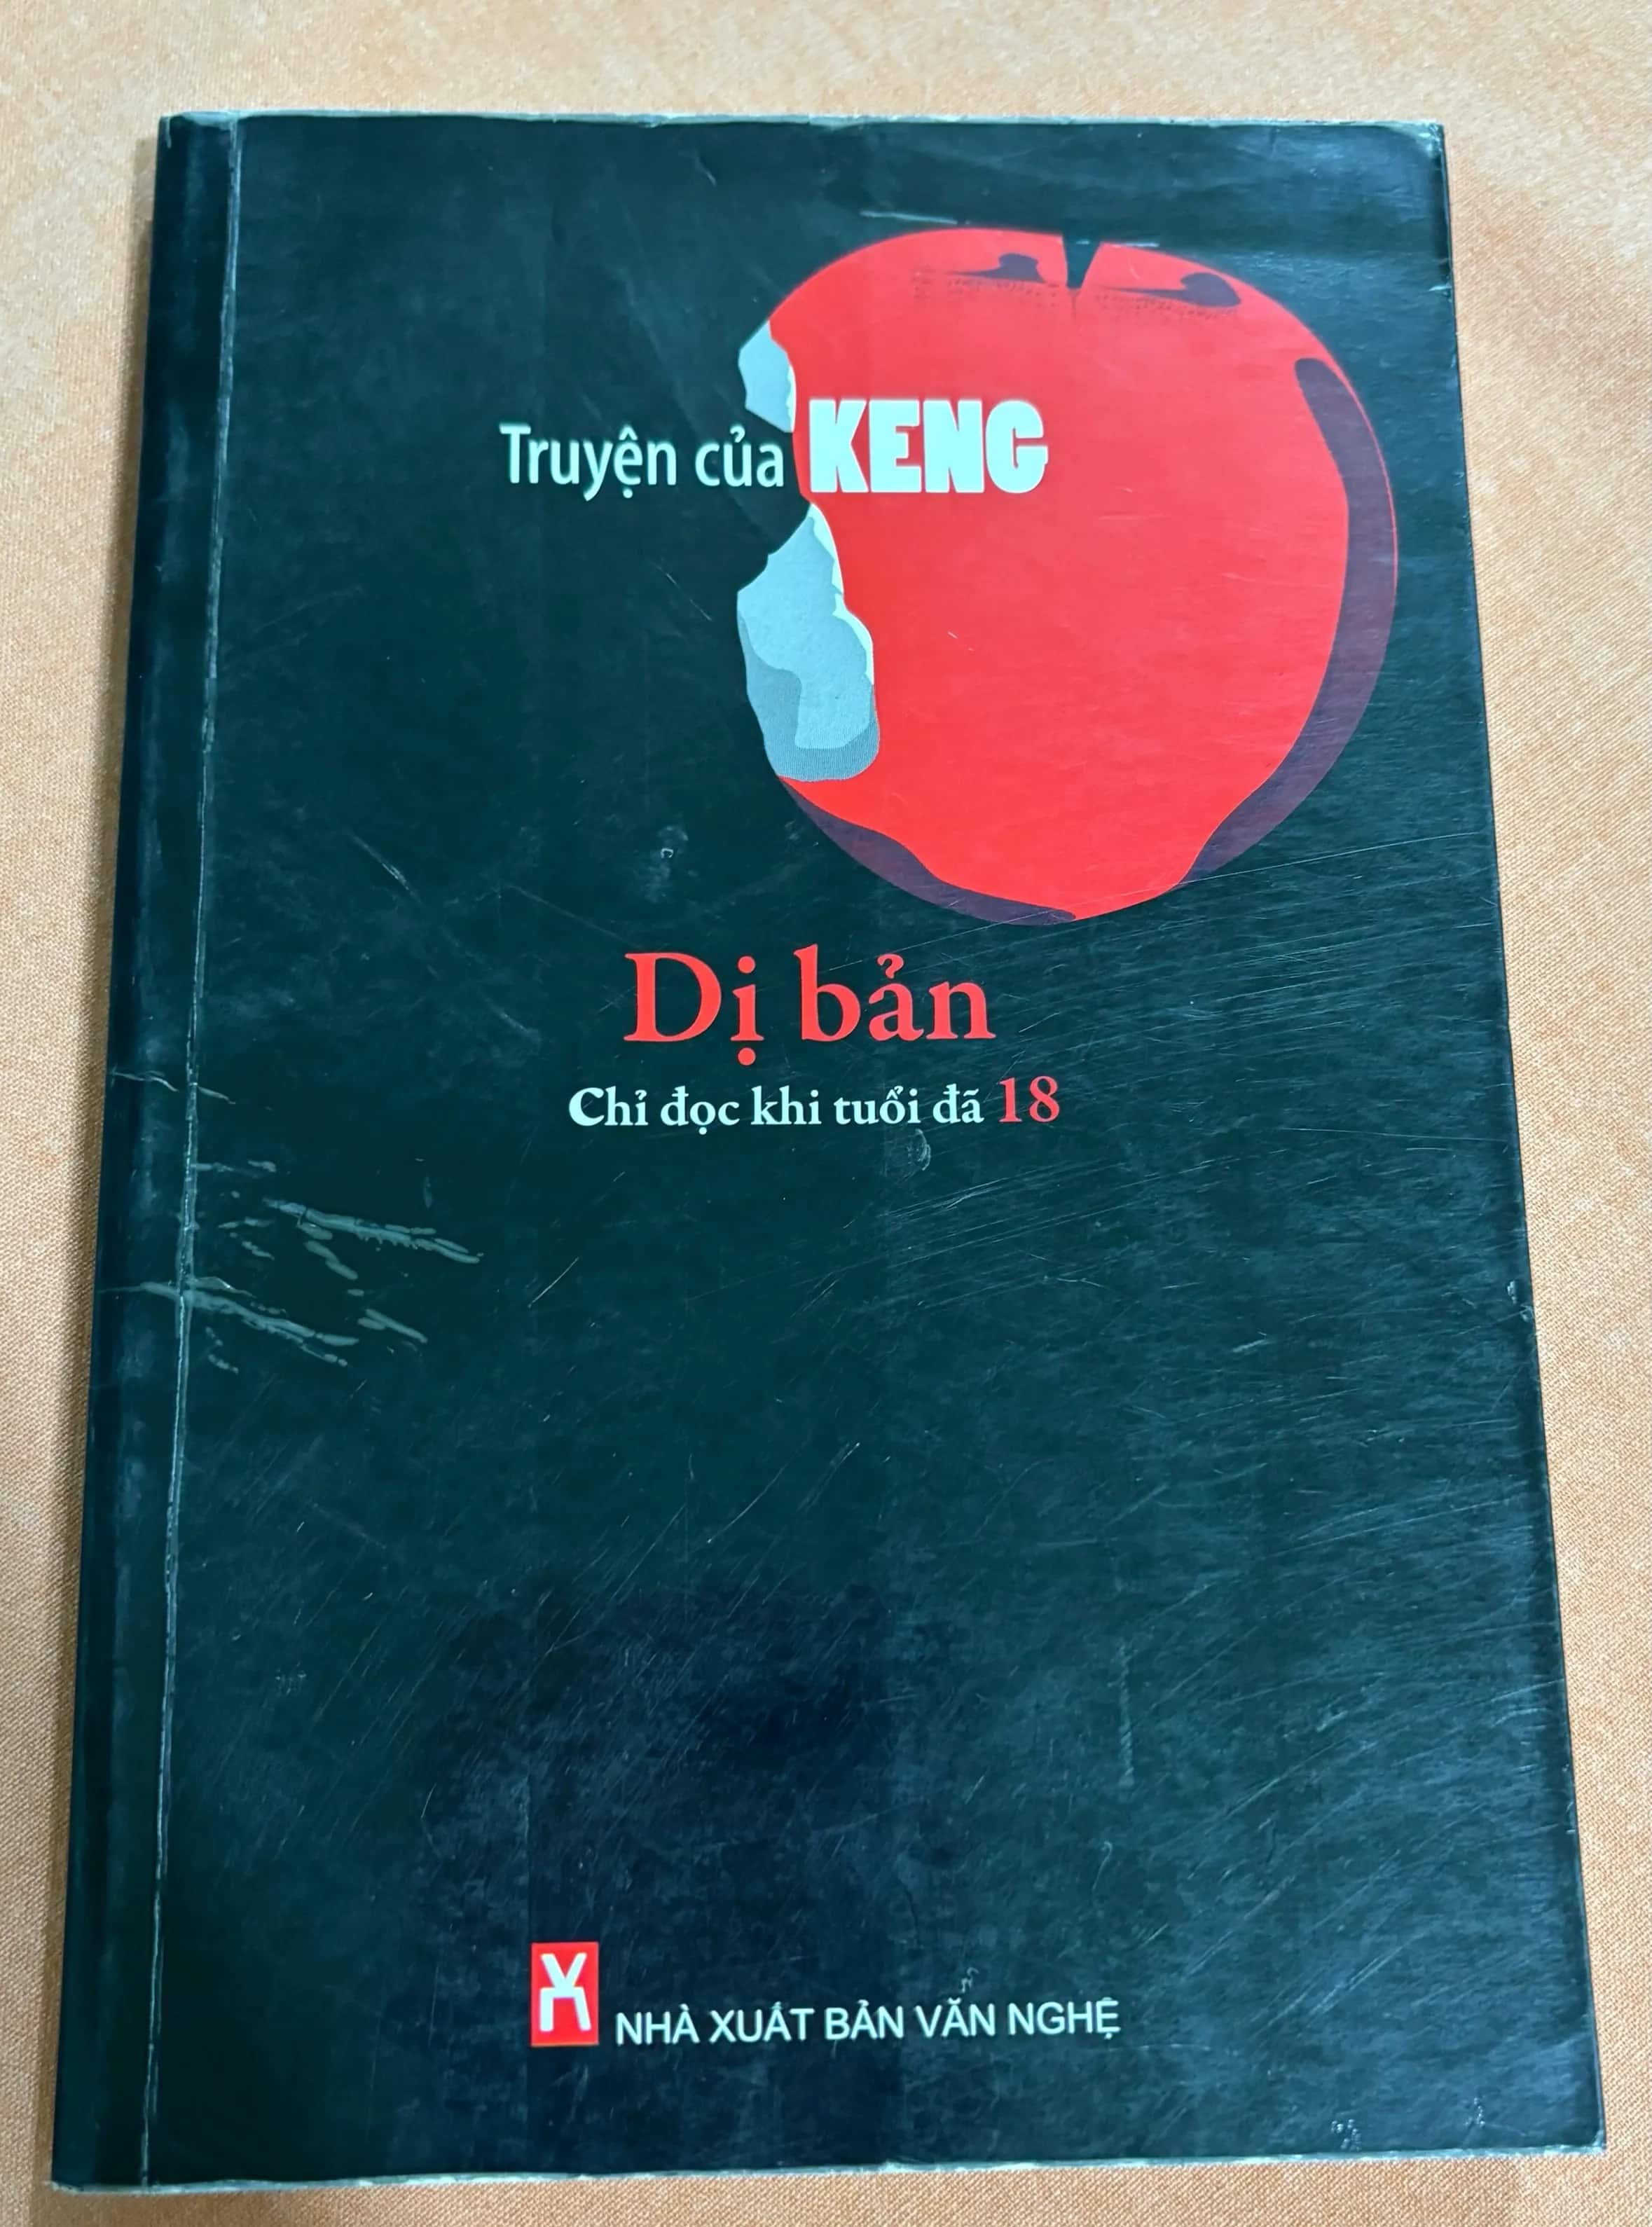 Truyện của KENG
Dị bản
Chỉ đọc khi tuổi đã 18
NHÀ XUẤT BẢN VĂN NGHỆ